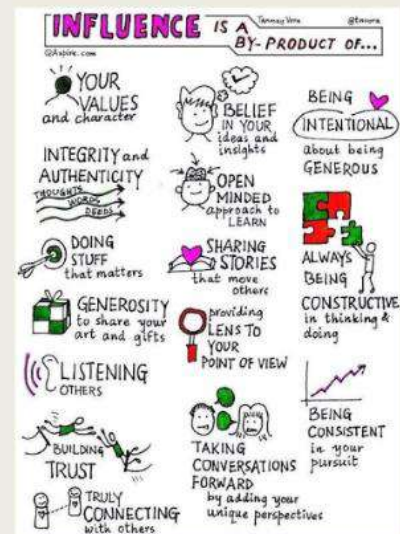 INFLUENCE IS A
BY-PRODUCT OF...
Tanmay Vora
@tnvora
QAspire.com
YOUR
VALUES
and character
INTEGRITY and
AUTHENTICITY
THOUGHTS
WORDS
DEEDS
DOING
STUFF
that matters
GENEROSITY
to share your
art and gifts
LISTENING
OTHERS
BUILDING
TRUST
TRULY
CONNECTING
with others
BELIEF
IN YOUR
ideas and
insights
OPEN
MINDED
approach to
LEARN
SHARING
STORIES
that move
others
providing
LENS TO
YOUR
POINT OF VIEW
TAKING
CONVERSATIONS
FORWARD
by adding your
unique perspectives
BEING
INTENTIONAL
about being
GENEROUS
ALWAYS
BEING
CONSTRUCTIVE
in thinking &
doing
BEING
CONSISTENT
in your
pursuit